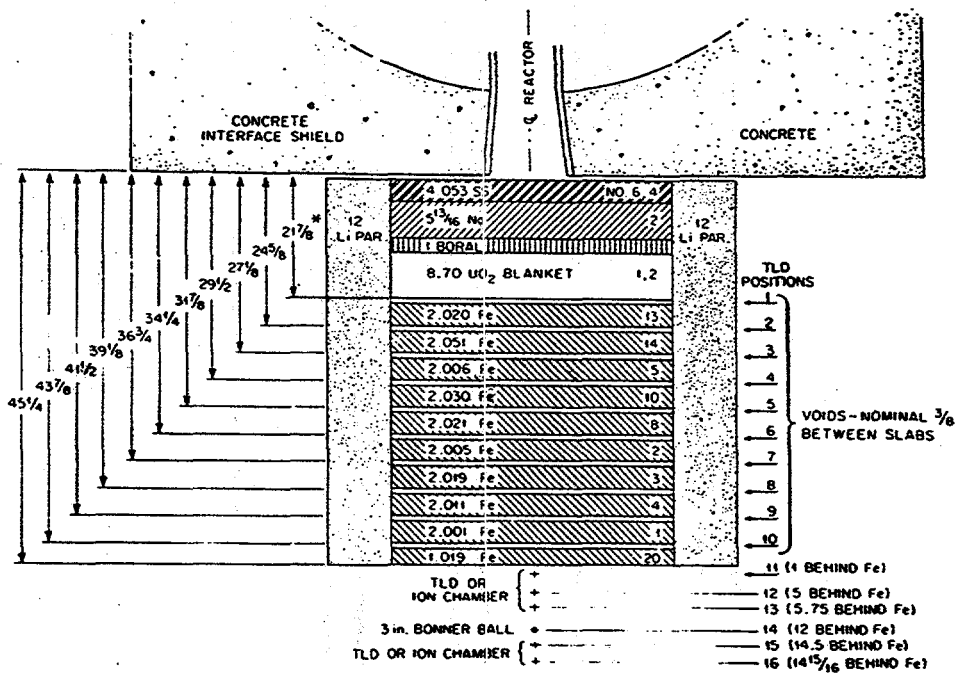 ℄ REACTOR
CONCRETE
INTERFACE SHIELD
CONCRETE
4.053 SS NO. 6, 4
5 13/16 Na 2
1 BORAL
8.70 UO₂ BLANKET 1,2
12
Li PAR.
12
Li PAR.
2.020 Fe 13
2.051 Fe 14
2.006 Fe 5
2.030 Fe 10
2.021 Fe 8
2.005 Fe 2
2.019 Fe 3
2.011 Fe 4
2.001 Fe 1
1.019 Fe 20
21 7/8 *
24 5/8
27 1/8
29 1/2
31 7/8
34 1/4
36 3/4
39 1/8
41 1/2
43 7/8
45 1/4
TLD
POSITIONS
1
2
3
4
5
6
7
8
9
10
VOIDS-NOMINAL 3/8
BETWEEN SLABS
11 (1 BEHIND Fe)
TLD OR
ION CHAMBER
12 (5 BEHIND Fe)
13 (5.75 BEHIND Fe)
3 in. BONNER BALL
14 (12 BEHIND Fe)
TLD OR ION CHAMBER
15 (14.5 BEHIND Fe)
16 (14 15/16 BEHIND Fe)